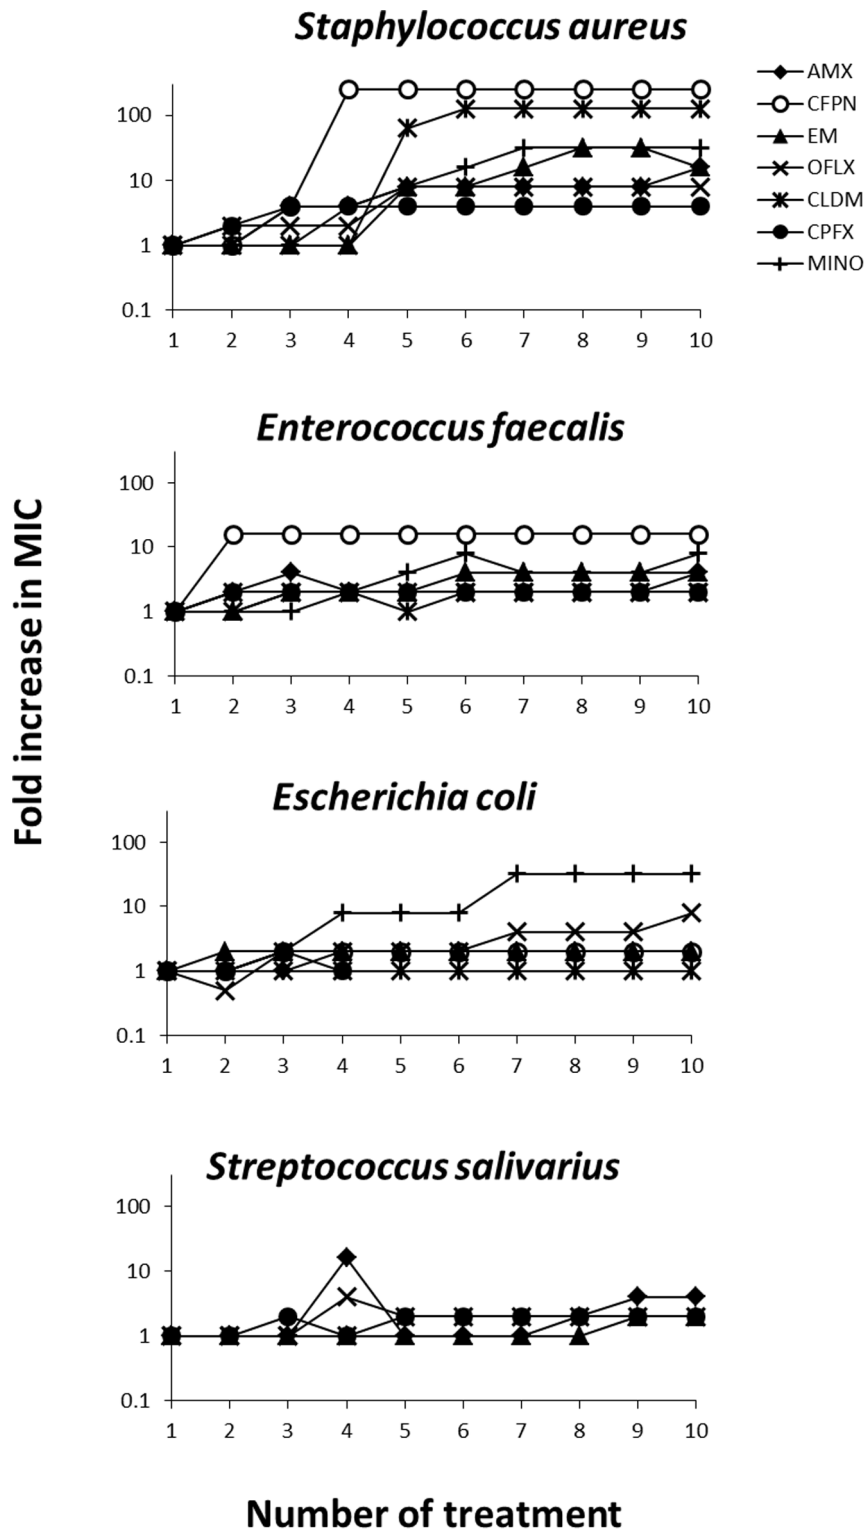 Staphylococcus aureus
AMX
CFPN
EM
OFLX
CLDM
CPFX
MINO
100
10
1
0.1
1 2 3 4 5 6 7 8 9 10
Enterococcus faecalis
100
10
1
0.1
1 2 3 4 5 6 7 8 9 10
Fold increase in MIC
Escherichia coli
100
10
1
0.1
1 2 3 4 5 6 7 8 9 10
Streptococcus salivarius
100
10
1
0.1
1 2 3 4 5 6 7 8 9 10
Number of treatment